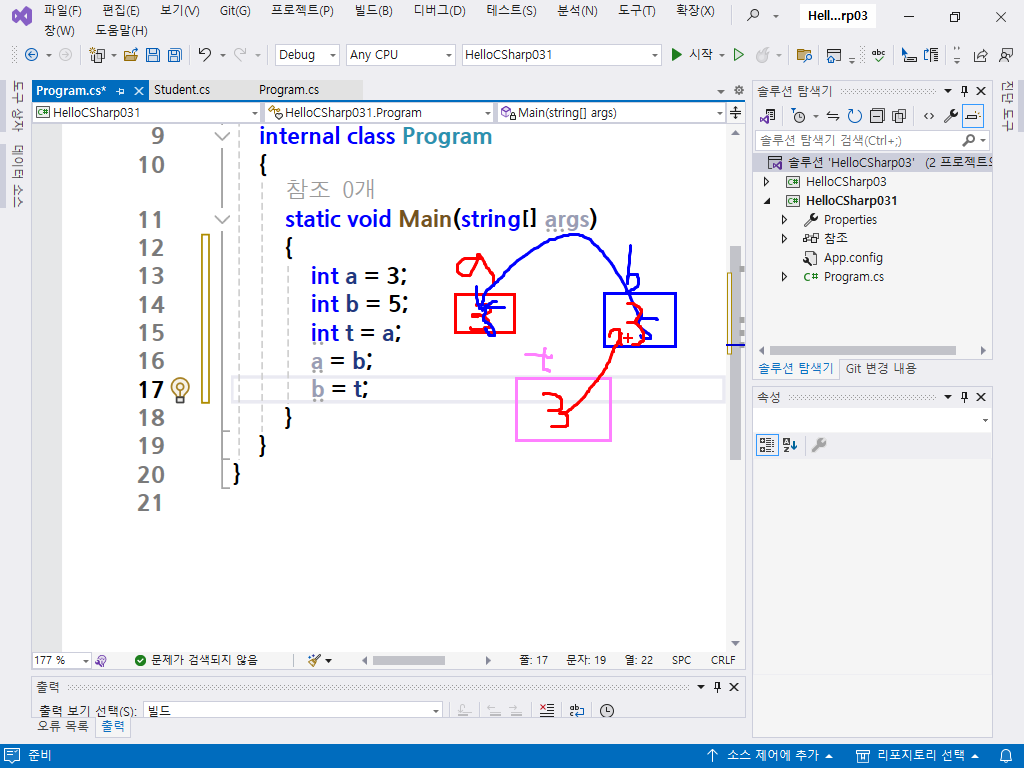 파일(F) 편집(E) 보기(V) Git(G) 프로젝트(P) 빌드(B) 디버그(D) 테스트(S) 분석(N) 도구(T) 확장(X)
창(W) 도움말(H)
Hell...rp03
Debug Any CPU HelloCSharp031 시작
도구 상자
데이터 소스
Program.cs* Student.cs Program.cs
HelloCSharp031 HelloCSharp031.Program Main(string[] args)
9 internal class Program
10 {
참조 0개
11 static void Main(string[] args)
12 {
13 int a = 3;
14 int b = 5;
15 int t = a;
16 a = b;
17 b = t;
18 }
19 }
20 }
21
a
b
3
5
t
3
177 % 문제가 검색되지 않음 줄: 17 문자: 19 열: 22 SPC CRLF
출력
출력 보기 선택(S): 빌드
오류 목록 출력
솔루션 탐색기
솔루션 탐색기 검색(Ctrl+;)
솔루션 'HelloCSharp03' (2 프로젝트의
HelloCSharp03
HelloCSharp031
Properties
참조
App.config
C# Program.cs
솔루션 탐색기 Git 변경 내용
속성
진단 도구
준비 소스 제어에 추가 리포지토리 선택